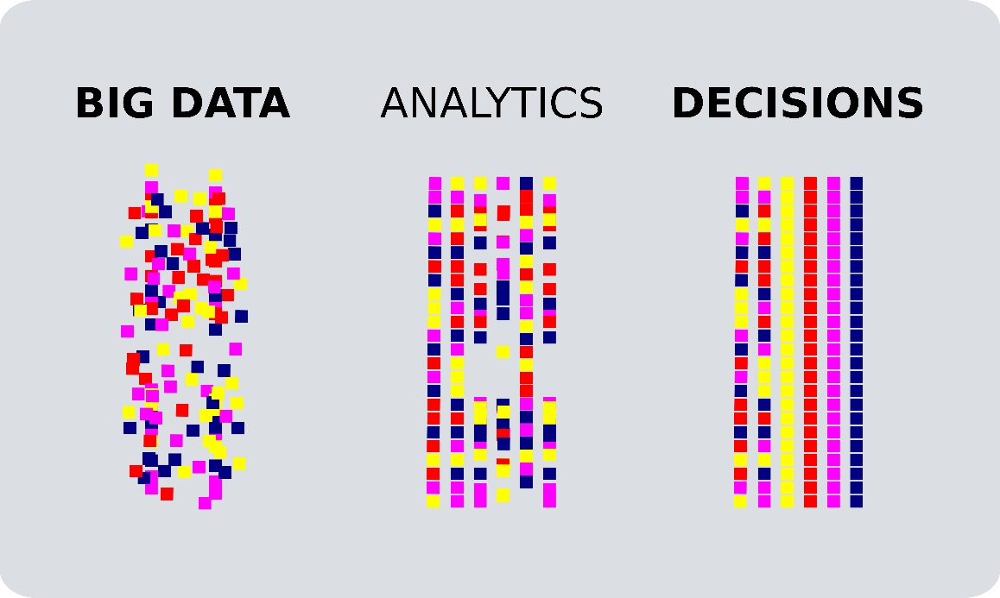 BIG DATA ANALYTICS DECISIONS